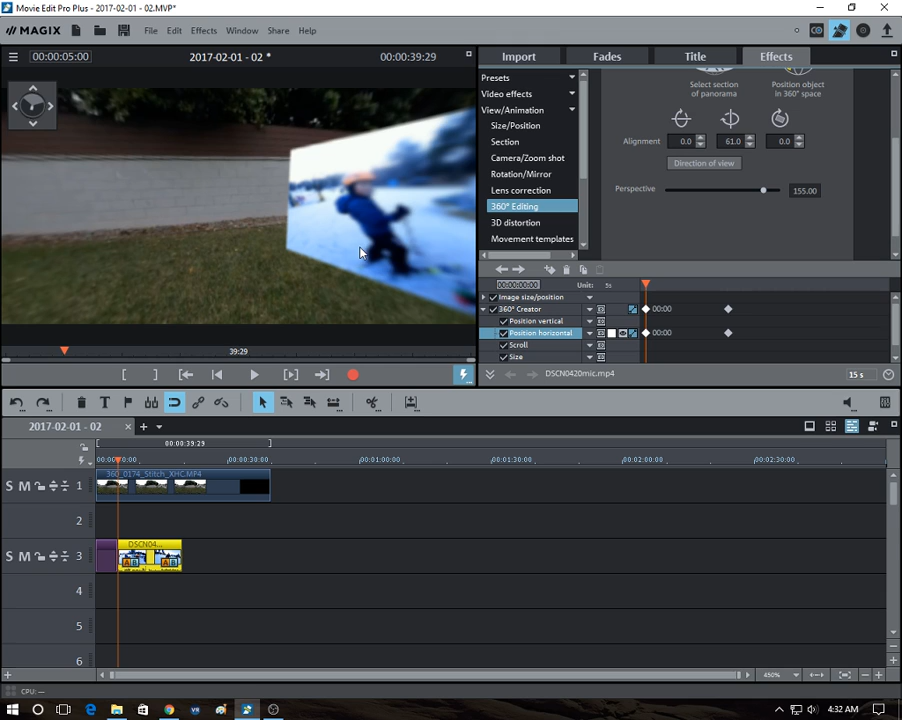 Movie Edit Pro Plus - 2017-02-01 - 02.MVP*
MAGIX File Edit Effects Window Share Help
00:00:05:00 2017-02-01 - 02 * 00:00:39:29
Import Fades Title Effects
Presets
Video effects
View/Animation
Size/Position
Section
Camera/Zoom shot
Rotation/Mirror
Lens correction
360° Editing
3D distortion
Movement templates
Select section of panorama
Position object in 360° space
Alignment 0.0 61.0 0.0
Direction of view
Perspective 155.00
00:00:00:00 Unit: 5s
Image size/position
360° Creator 00:00
Position vertical
Position horizontal 00:00
Scroll
Size
39:29
DSCN0420mic.mp4 15 s
2017-02-01 - 02
00:00:39:29
00:00:30:00 00:01:00:00 00:01:30:00 00:02:00:00 00:02:30:00
S M 1
360_0174_Stitch_XHC.MP4
2
S M 3
DSCN04...
A B A B
4
5
6
450%
CPU: —
4:32 AM